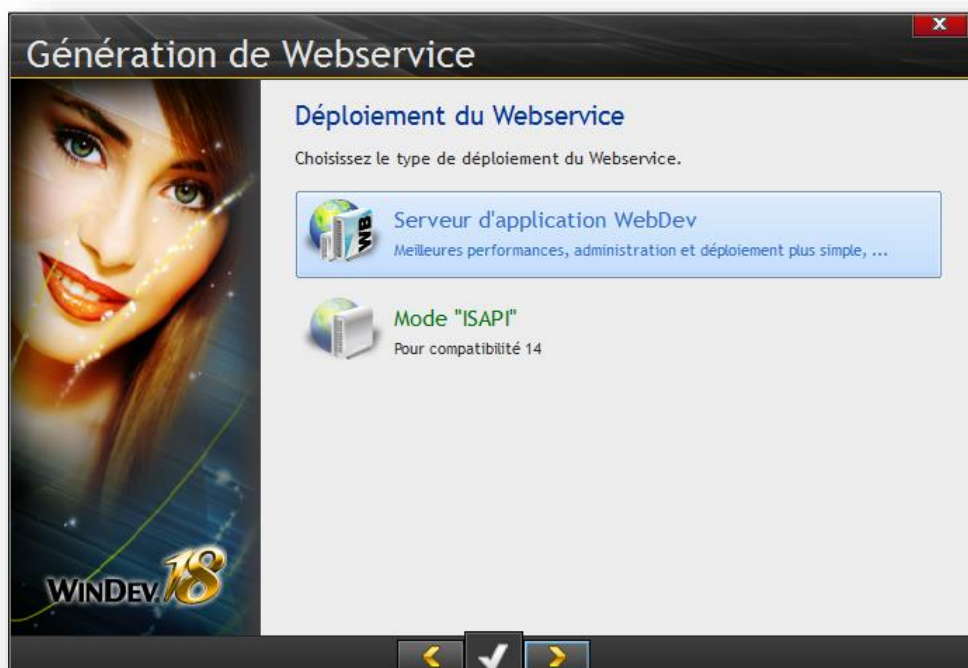 Génération de Webservice
X
Déploiement du Webservice
Choisissez le type de déploiement du Webservice.
WB
Serveur d'application WebDev
Meilleures performances, administration et déploiement plus simple, ...
Mode "ISAPI"
Pour compatibilité 14
WINDEV. 18